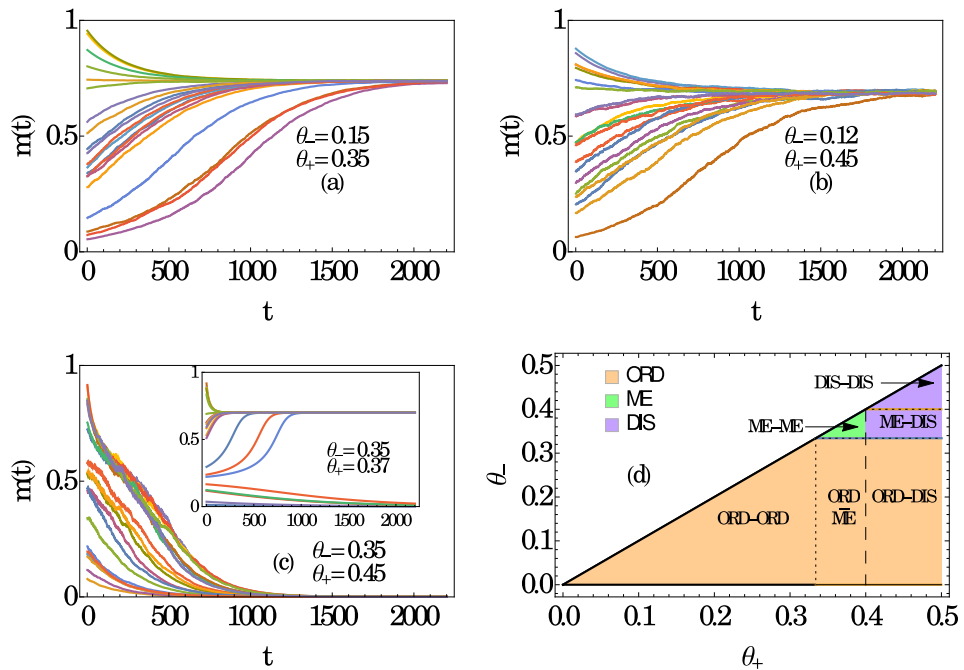 1
0.5
0
m(t)
θ₋= 0.15
θ₊= 0.35
(a)
0 500 1000 1500 2000
t
1
0.5
0
m(t)
θ₋= 0.12
θ₊= 0.45
(b)
0 500 1000 1500 2000
t
1
0.5
0
m(t)
1
0.5
0
θ₋= 0.35
θ₊= 0.37
0 500 1000 1500 2000
(c)
θ₋= 0.35
θ₊= 0.45
0 500 1000 1500 2000
t
0.5
0.4
0.3
0.2
0.1
0.0
θ₋
ORD
ME
DIS
DIS–DIS
ME–ME
ME–DIS
(d)
ORD–ORD
ORD
–
ME
ORD–DIS
0.0 0.1 0.2 0.3 0.4 0.5
θ₊